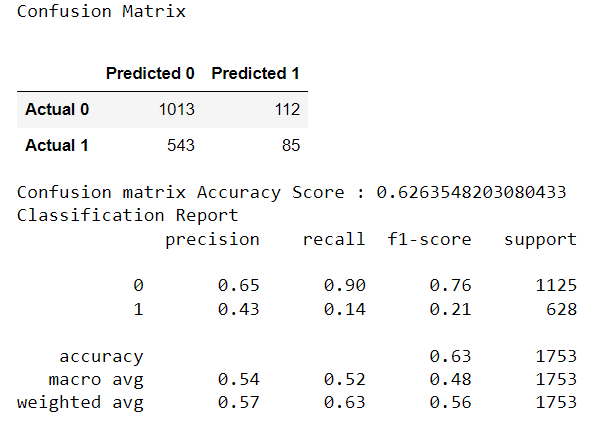 Confusion Matrix
Predicted 0 Predicted 1
Actual 0 1013 112
Actual 1 543 85
Confusion matrix Accuracy Score : 0.6263548203080433
Classification Report
precision recall f1-score support
0 0.65 0.90 0.76 1125
1 0.43 0.14 0.21 628
accuracy 0.63 1753
macro avg 0.54 0.52 0.48 1753
weighted avg 0.57 0.63 0.56 1753